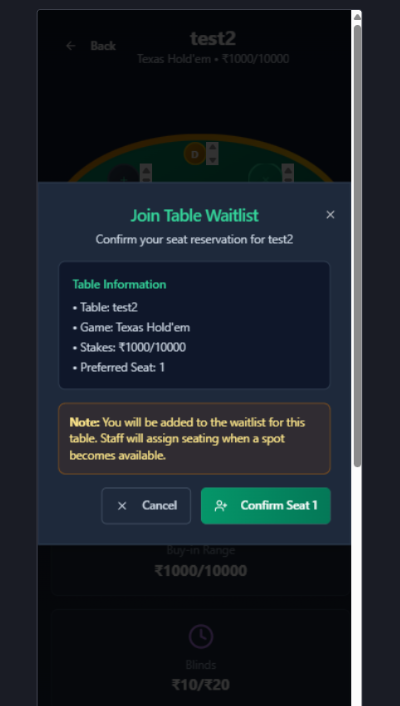 Back
test2
Texas Hold'em • ₹1000/10000
D
Join Table Waitlist
Confirm your seat reservation for test2
Table Information
• Table: test2
• Game: Texas Hold'em
• Stakes: ₹1000/10000
• Preferred Seat: 1
Note: You will be added to the waitlist for this
table. Staff will assign seating when a spot
becomes available.
Cancel
Confirm Seat 1
Buy-in Range
₹1000/10000
Blinds
₹10/₹20